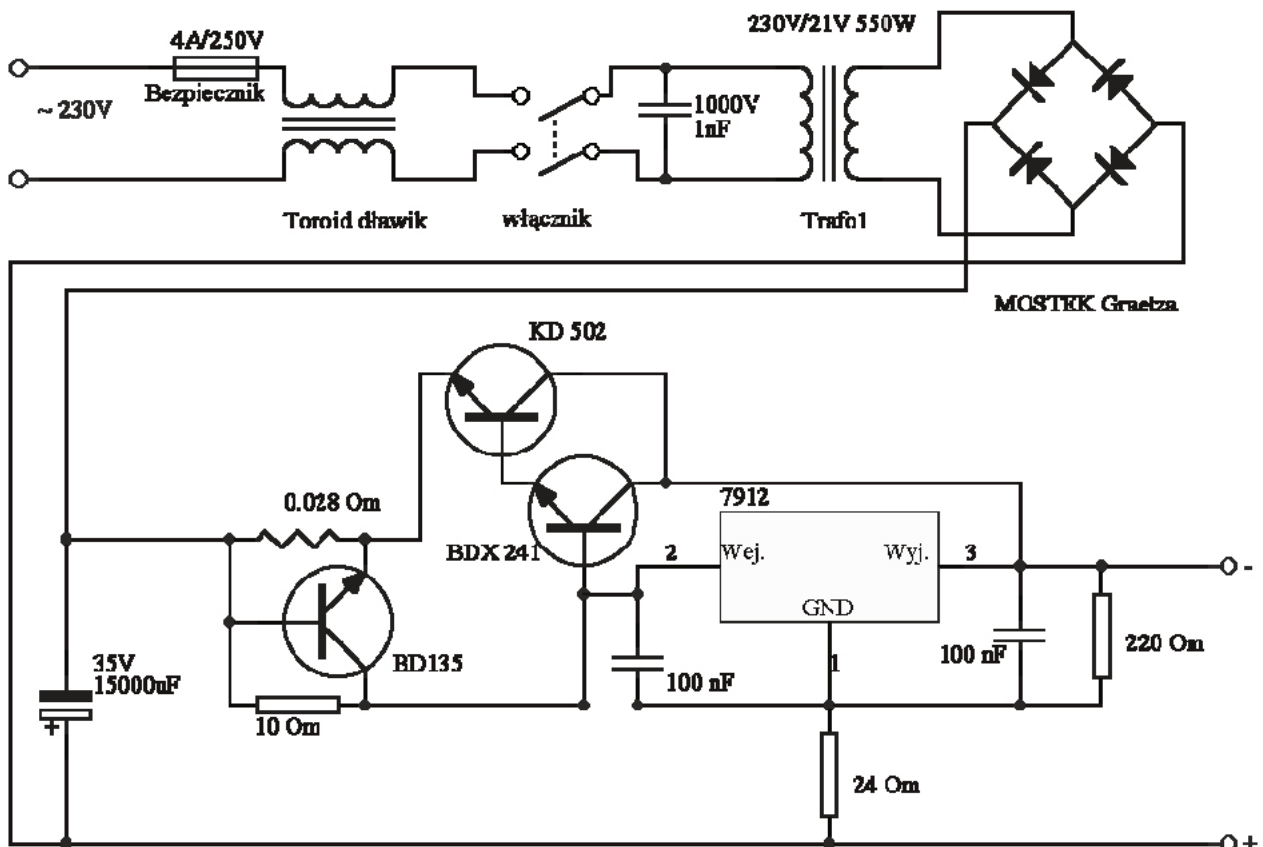 4A/250V
Bezpiecznik
~ 230V
Toroid dławik
włącznik
1000V
1nF
230V/21V 550W
Trafo1
MOSTEK Graetza
KD 502
BDX 241
0.028 Om
BD135
10 Om
35V
15000uF
+
7912
2
Wej.
Wyj.
3
GND
1
100 nF
100 nF
220 Om
24 Om
-
+